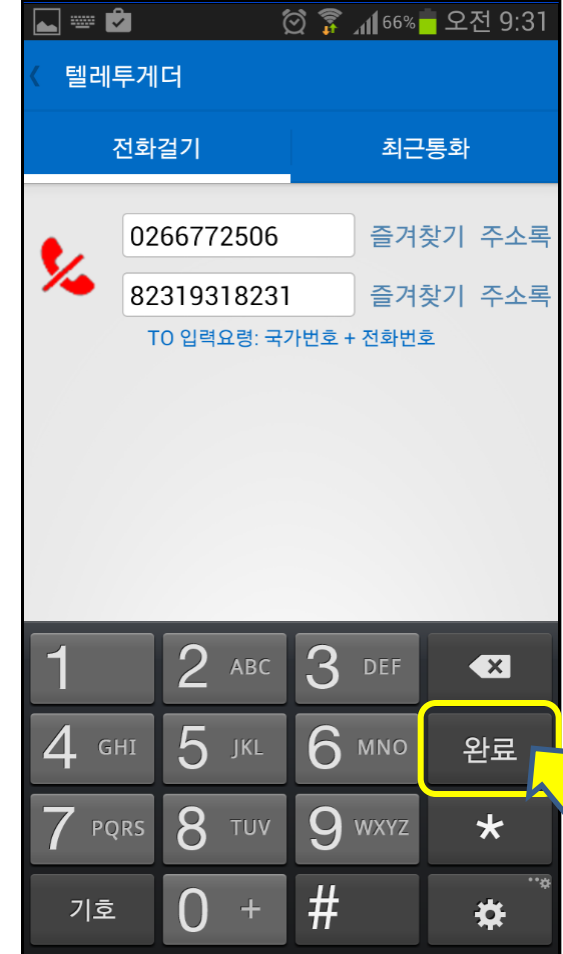 66% 오전 9:31
텔레투게더
전화걸기 최근통화
0266772506 즐겨찾기 주소록
82319318231 즐겨찾기 주소록
TO 입력요령: 국가번호 + 전화번호
1 2 ABC 3 DEF
4 GHI 5 JKL 6 MNO 완료
7 PQRS 8 TUV 9 WXYZ *
기호 0 + #